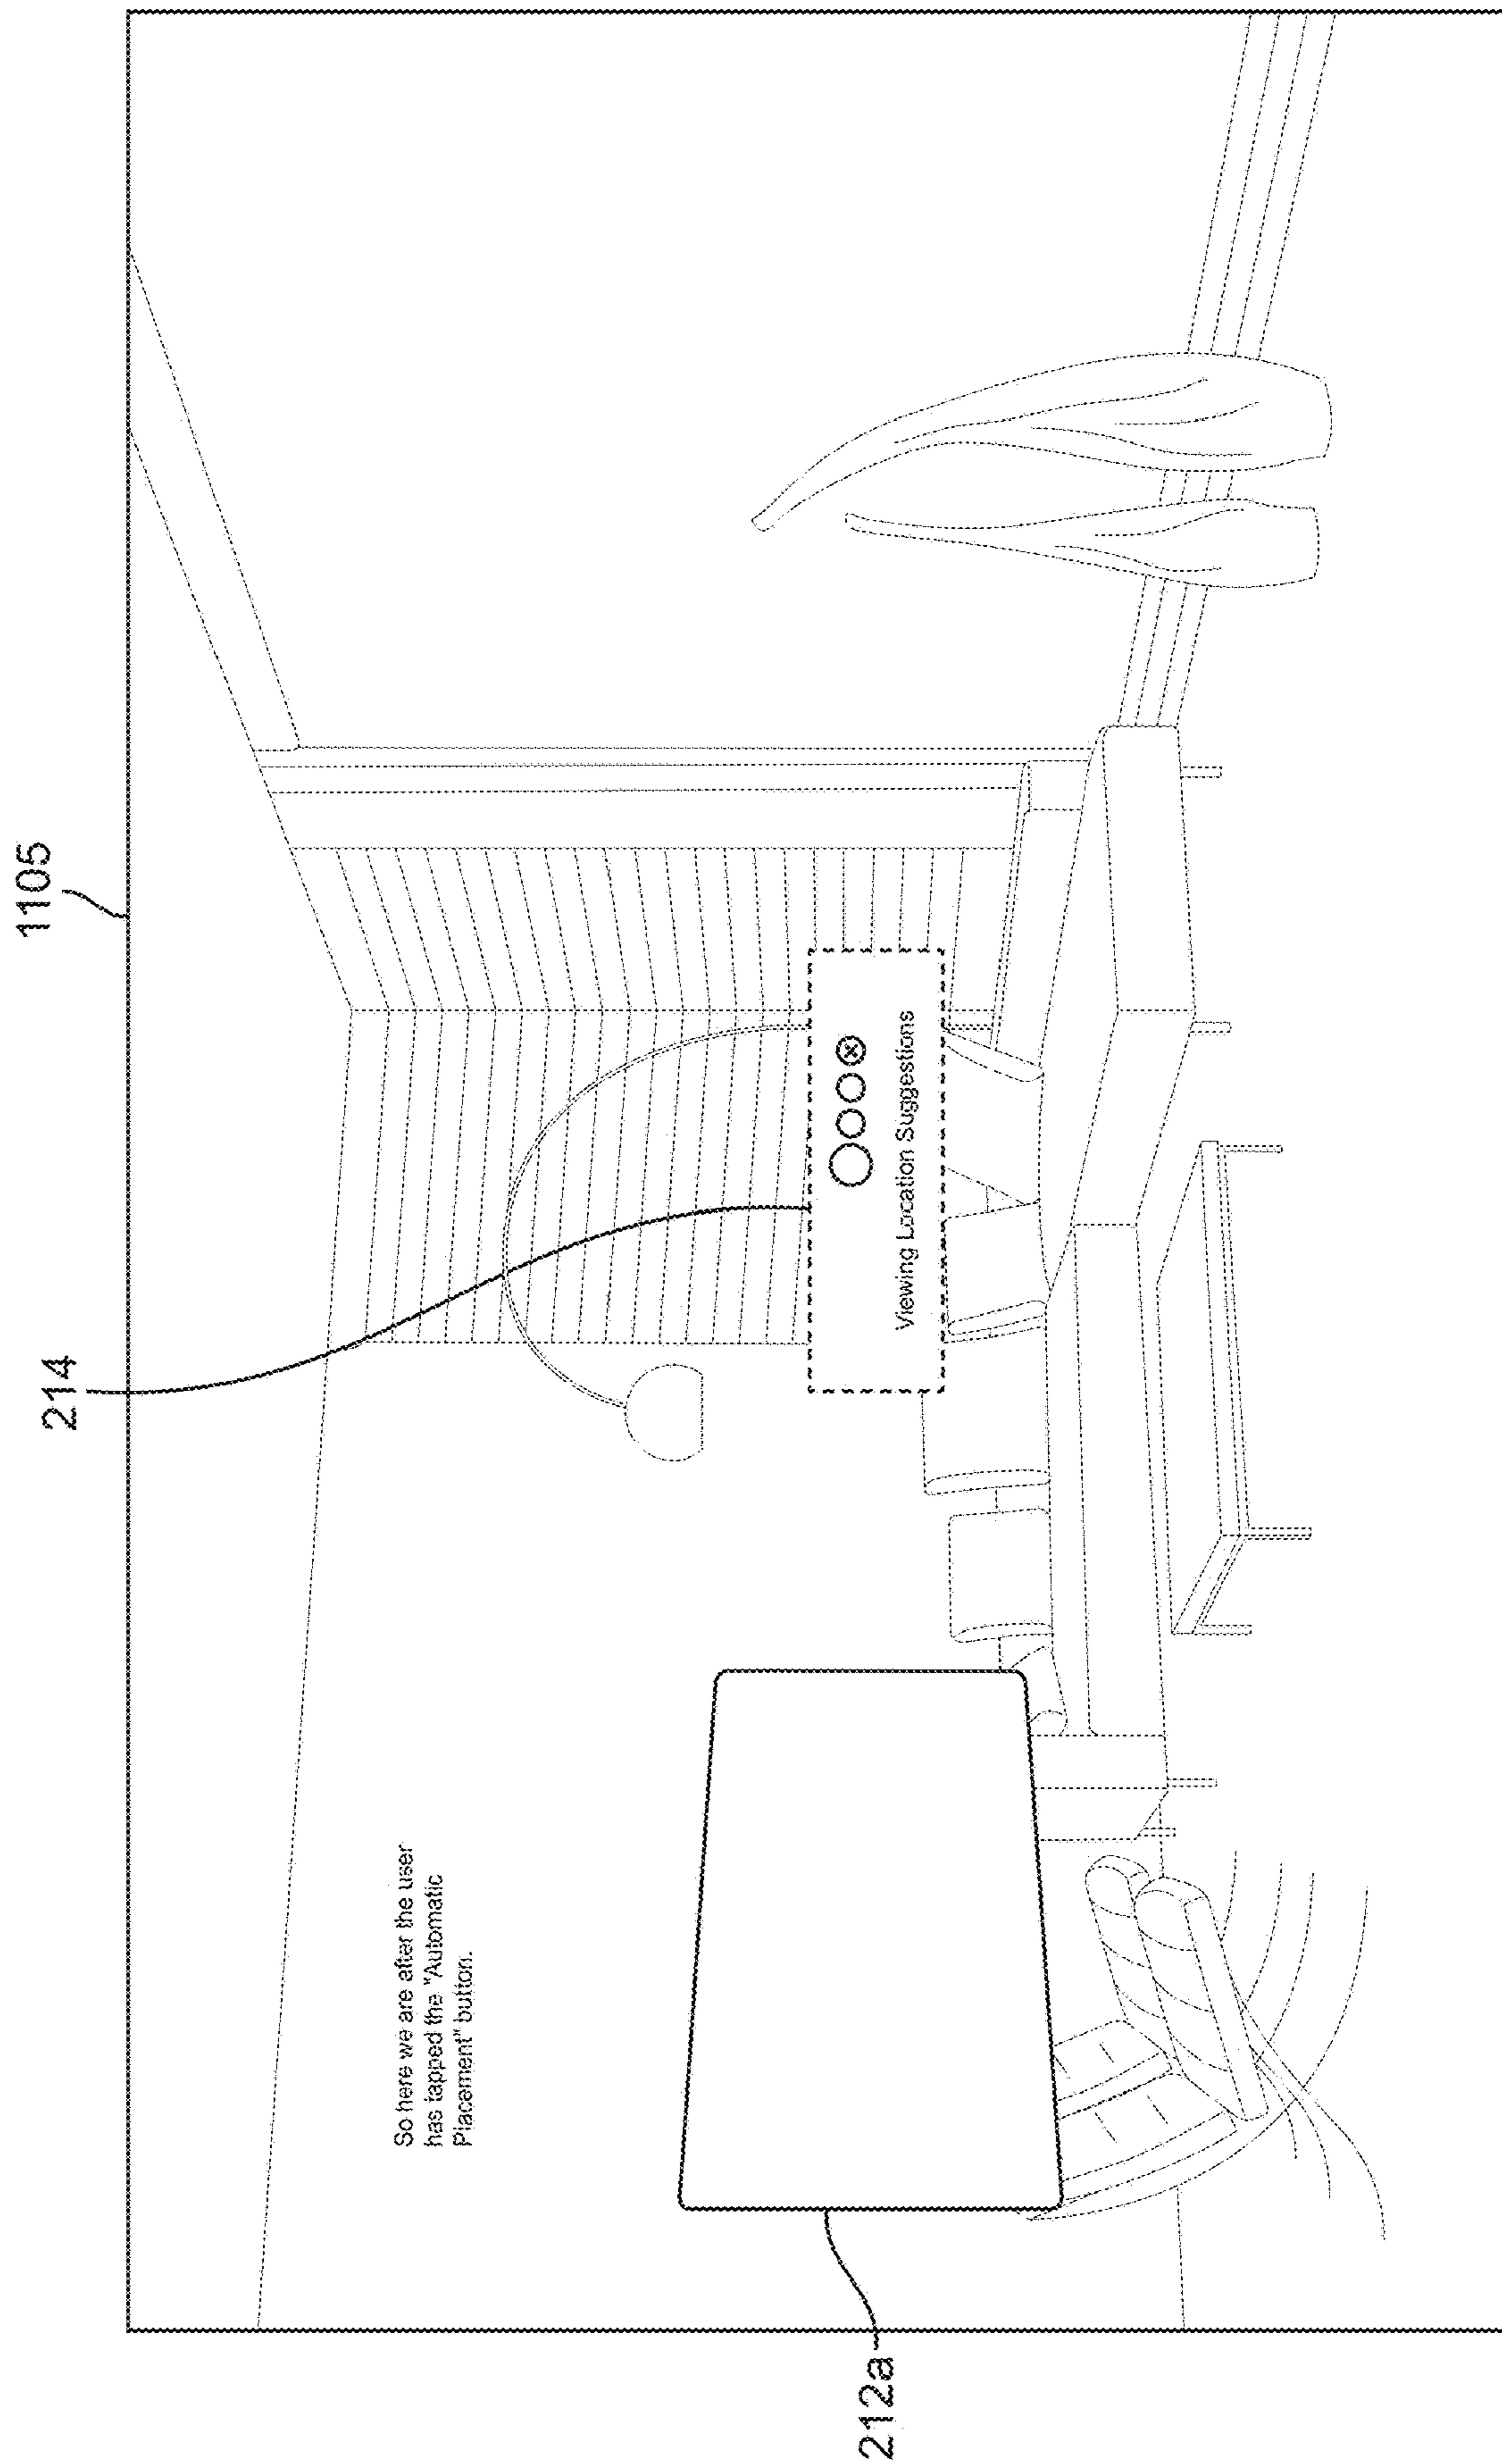 1105
214
So here we are after the user
has tapped the "Automatic
Placement" button.
Viewing Location Suggestions
212a